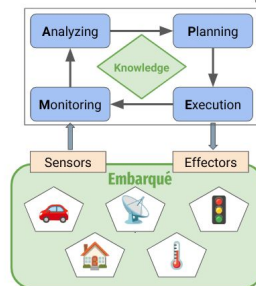 Analyzing
Planning
Knowledge
Monitoring
Execution
Sensors
Effectors
Embarqué